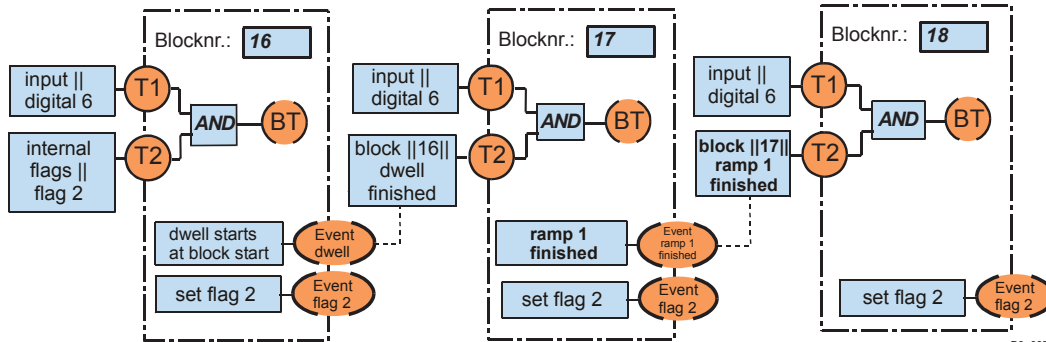 Blocknr.: 16
input ||
digital 6
T1
AND
BT
internal
flags ||
flag 2
T2
dwell starts
at block start
Event
dwell
set flag 2
Event
flag 2
Blocknr.: 17
input ||
digital 6
T1
AND
BT
block ||16||
dwell
finished
T2
ramp 1
finished
Event
ramp 1
finished
set flag 2
Event
flag 2
Blocknr.: 18
input ||
digital 6
T1
AND
BT
block ||17||
ramp 1
finished
T2
set flag 2
Event
flag 2